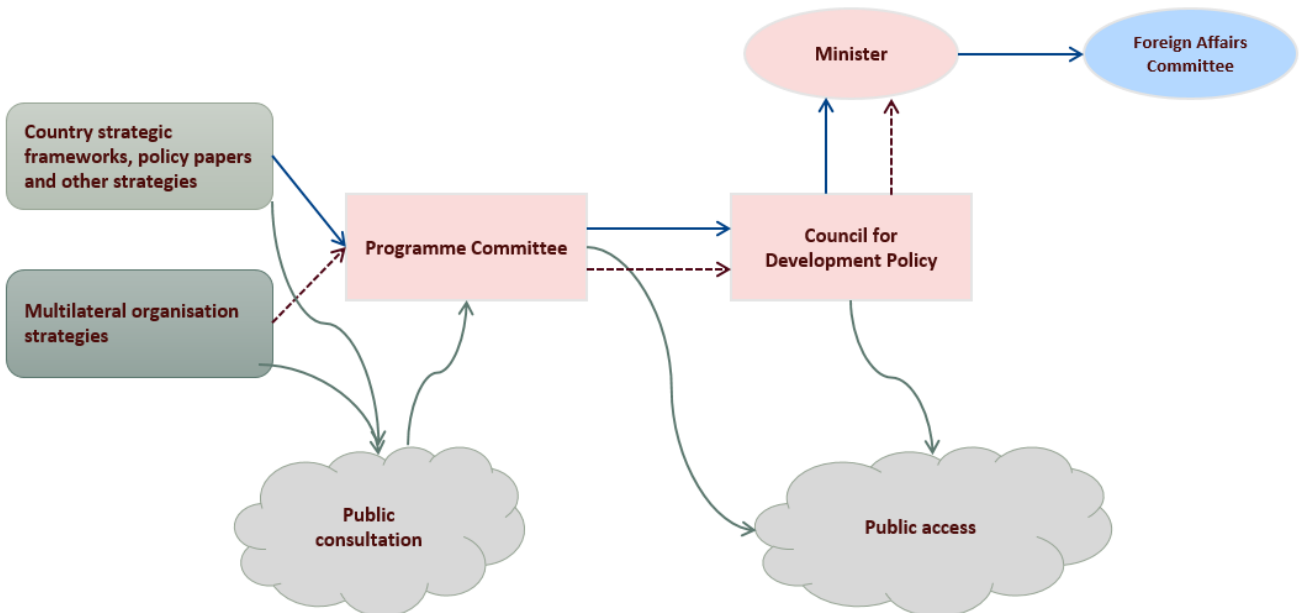 Minister
Foreign Affairs
Committee
Country strategic
frameworks, policy papers
and other strategies
Programme Committee
Council for
Development Policy
Multilateral organisation
strategies
Public
consultation
Public access